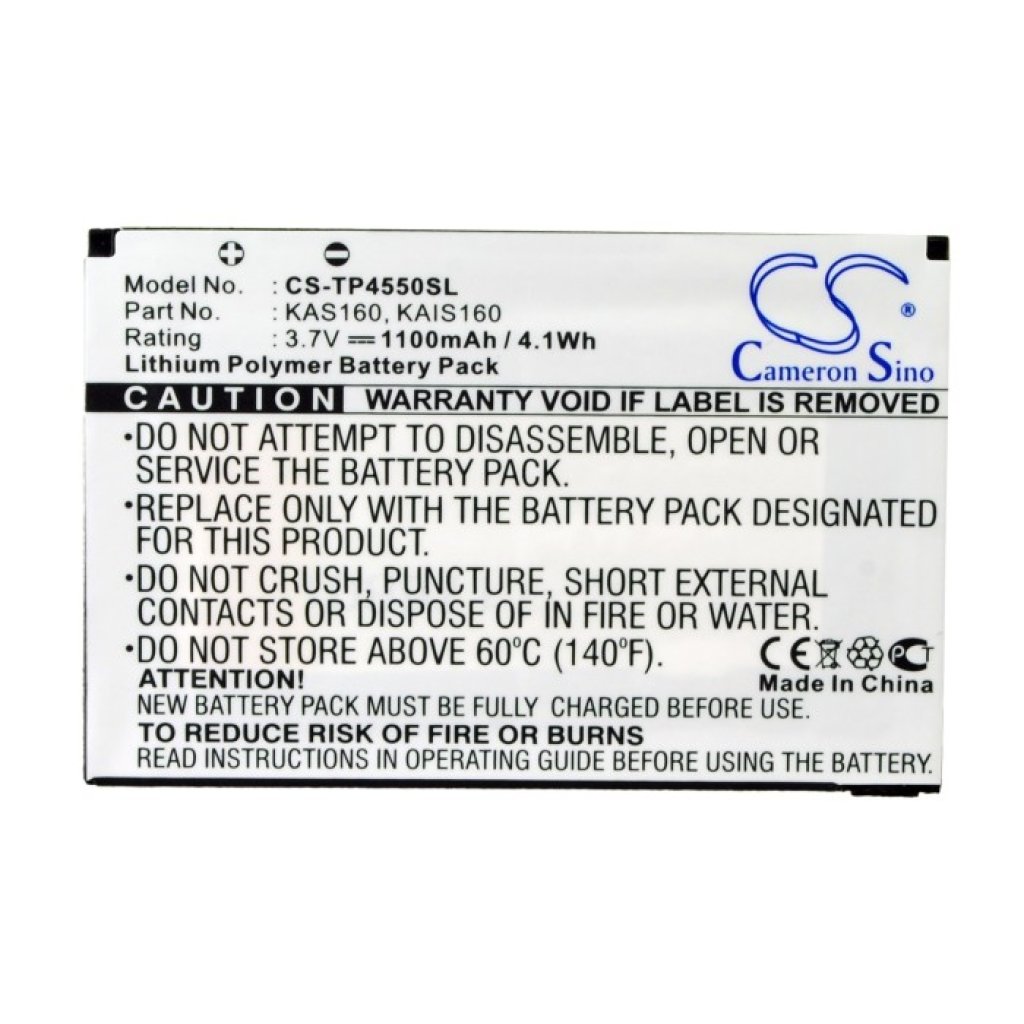 Model No. : CS-TP4550SL
Part No. : KAS160, KAIS160
Rating : 3.7V ⎓ 1100mAh / 4.1Wh
Lithium Polymer Battery Pack
CS ®
Cameron Sino
CAUTION WARRANTY VOID IF LABEL IS REMOVED
•DO NOT ATTEMPT TO DISASSEMBLE, OPEN OR
SERVICE THE BATTERY PACK.
•REPLACE ONLY WITH THE BATTERY PACK DESIGNATED
FOR THIS PRODUCT.
•DO NOT CRUSH, PUNCTURE, SHORT EXTERNAL
CONTACTS OR DISPOSE OF IN FIRE OR WATER.
•DO NOT STORE ABOVE 60°C (140°F).
CE PCT
Made In China
ATTENTION!
NEW BATTERY PACK MUST BE FULLY CHARGED BEFORE USE.
TO REDUCE RISK OF FIRE OR BURNS
READ INSTRUCTIONS IN OPERATING GUIDE BEFORE USING THE BATTERY.